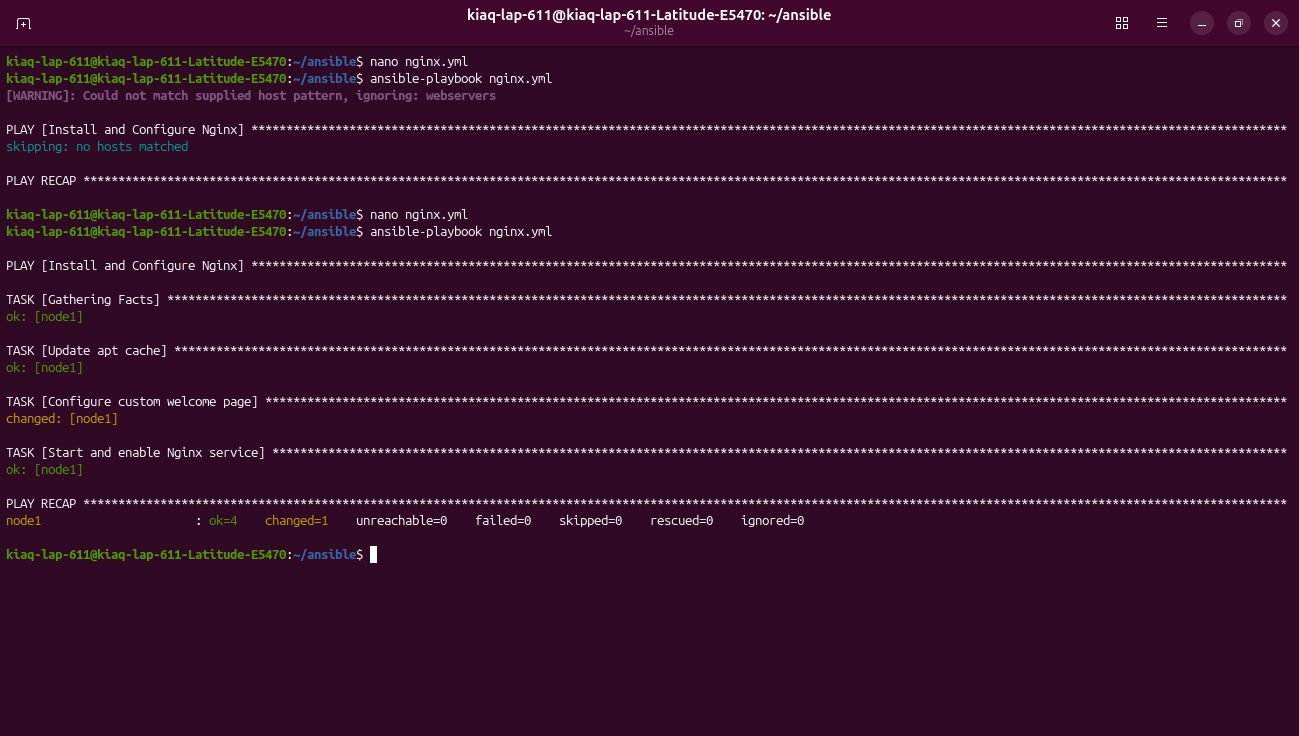 kiaq-lap-611@kiaq-lap-611-Latitude-E5470: ~/ansible
~/ansible
kiaq-lap-611@kiaq-lap-611-Latitude-E5470:~/ansible$ nano nginx.yml
kiaq-lap-611@kiaq-lap-611-Latitude-E5470:~/ansible$ ansible-playbook nginx.yml
[WARNING]: Could not match supplied host pattern, ignoring: webservers
PLAY [Install and Configure Nginx] ****************************************************************************************************************************************************
skipping: no hosts matched
PLAY RECAP ****************************************************************************************************************************************************************************
kiaq-lap-611@kiaq-lap-611-Latitude-E5470:~/ansible$ nano nginx.yml
kiaq-lap-611@kiaq-lap-611-Latitude-E5470:~/ansible$ ansible-playbook nginx.yml
PLAY [Install and Configure Nginx] ****************************************************************************************************************************************************
TASK [Gathering Facts] ****************************************************************************************************************************************************************
ok: [node1]
TASK [Update apt cache] ***************************************************************************************************************************************************************
ok: [node1]
TASK [Configure custom welcome page] **************************************************************************************************************************************************
changed: [node1]
TASK [Start and enable Nginx service] *************************************************************************************************************************************************
ok: [node1]
PLAY RECAP ****************************************************************************************************************************************************************************
node1                      : ok=4    changed=1    unreachable=0    failed=0    skipped=0    rescued=0    ignored=0
kiaq-lap-611@kiaq-lap-611-Latitude-E5470:~/ansible$